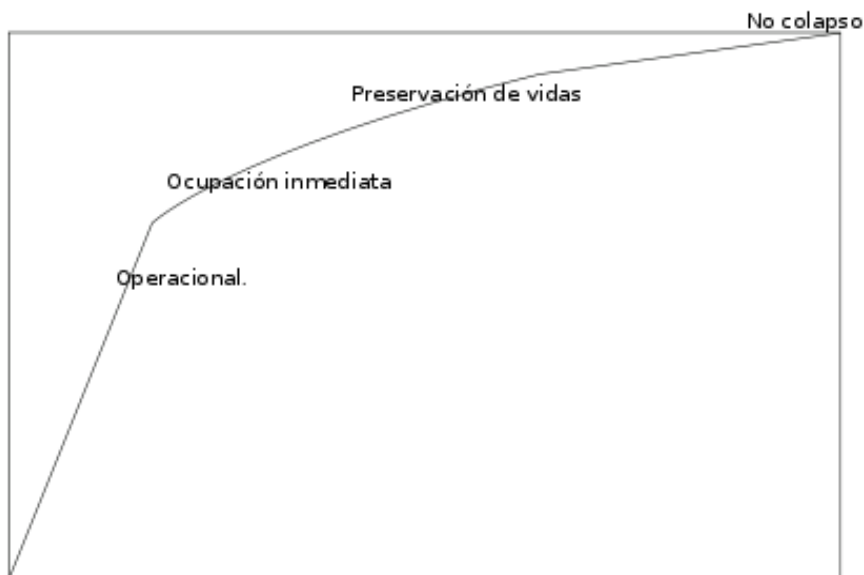 No colapso
Preservación de vidas
Ocupación inmediata
Operacional.